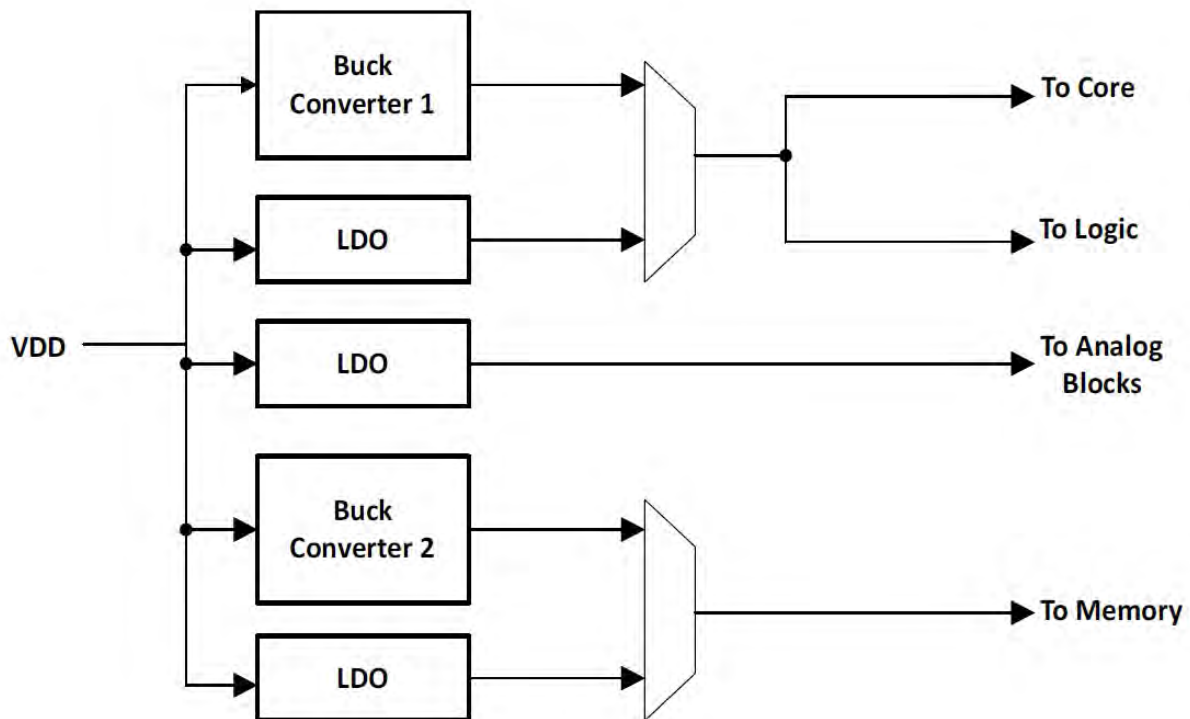 Buck
Converter 1
To Core
LDO
To Logic
VDD
LDO
To Analog
Blocks
Buck
Converter 2
To Memory
LDO